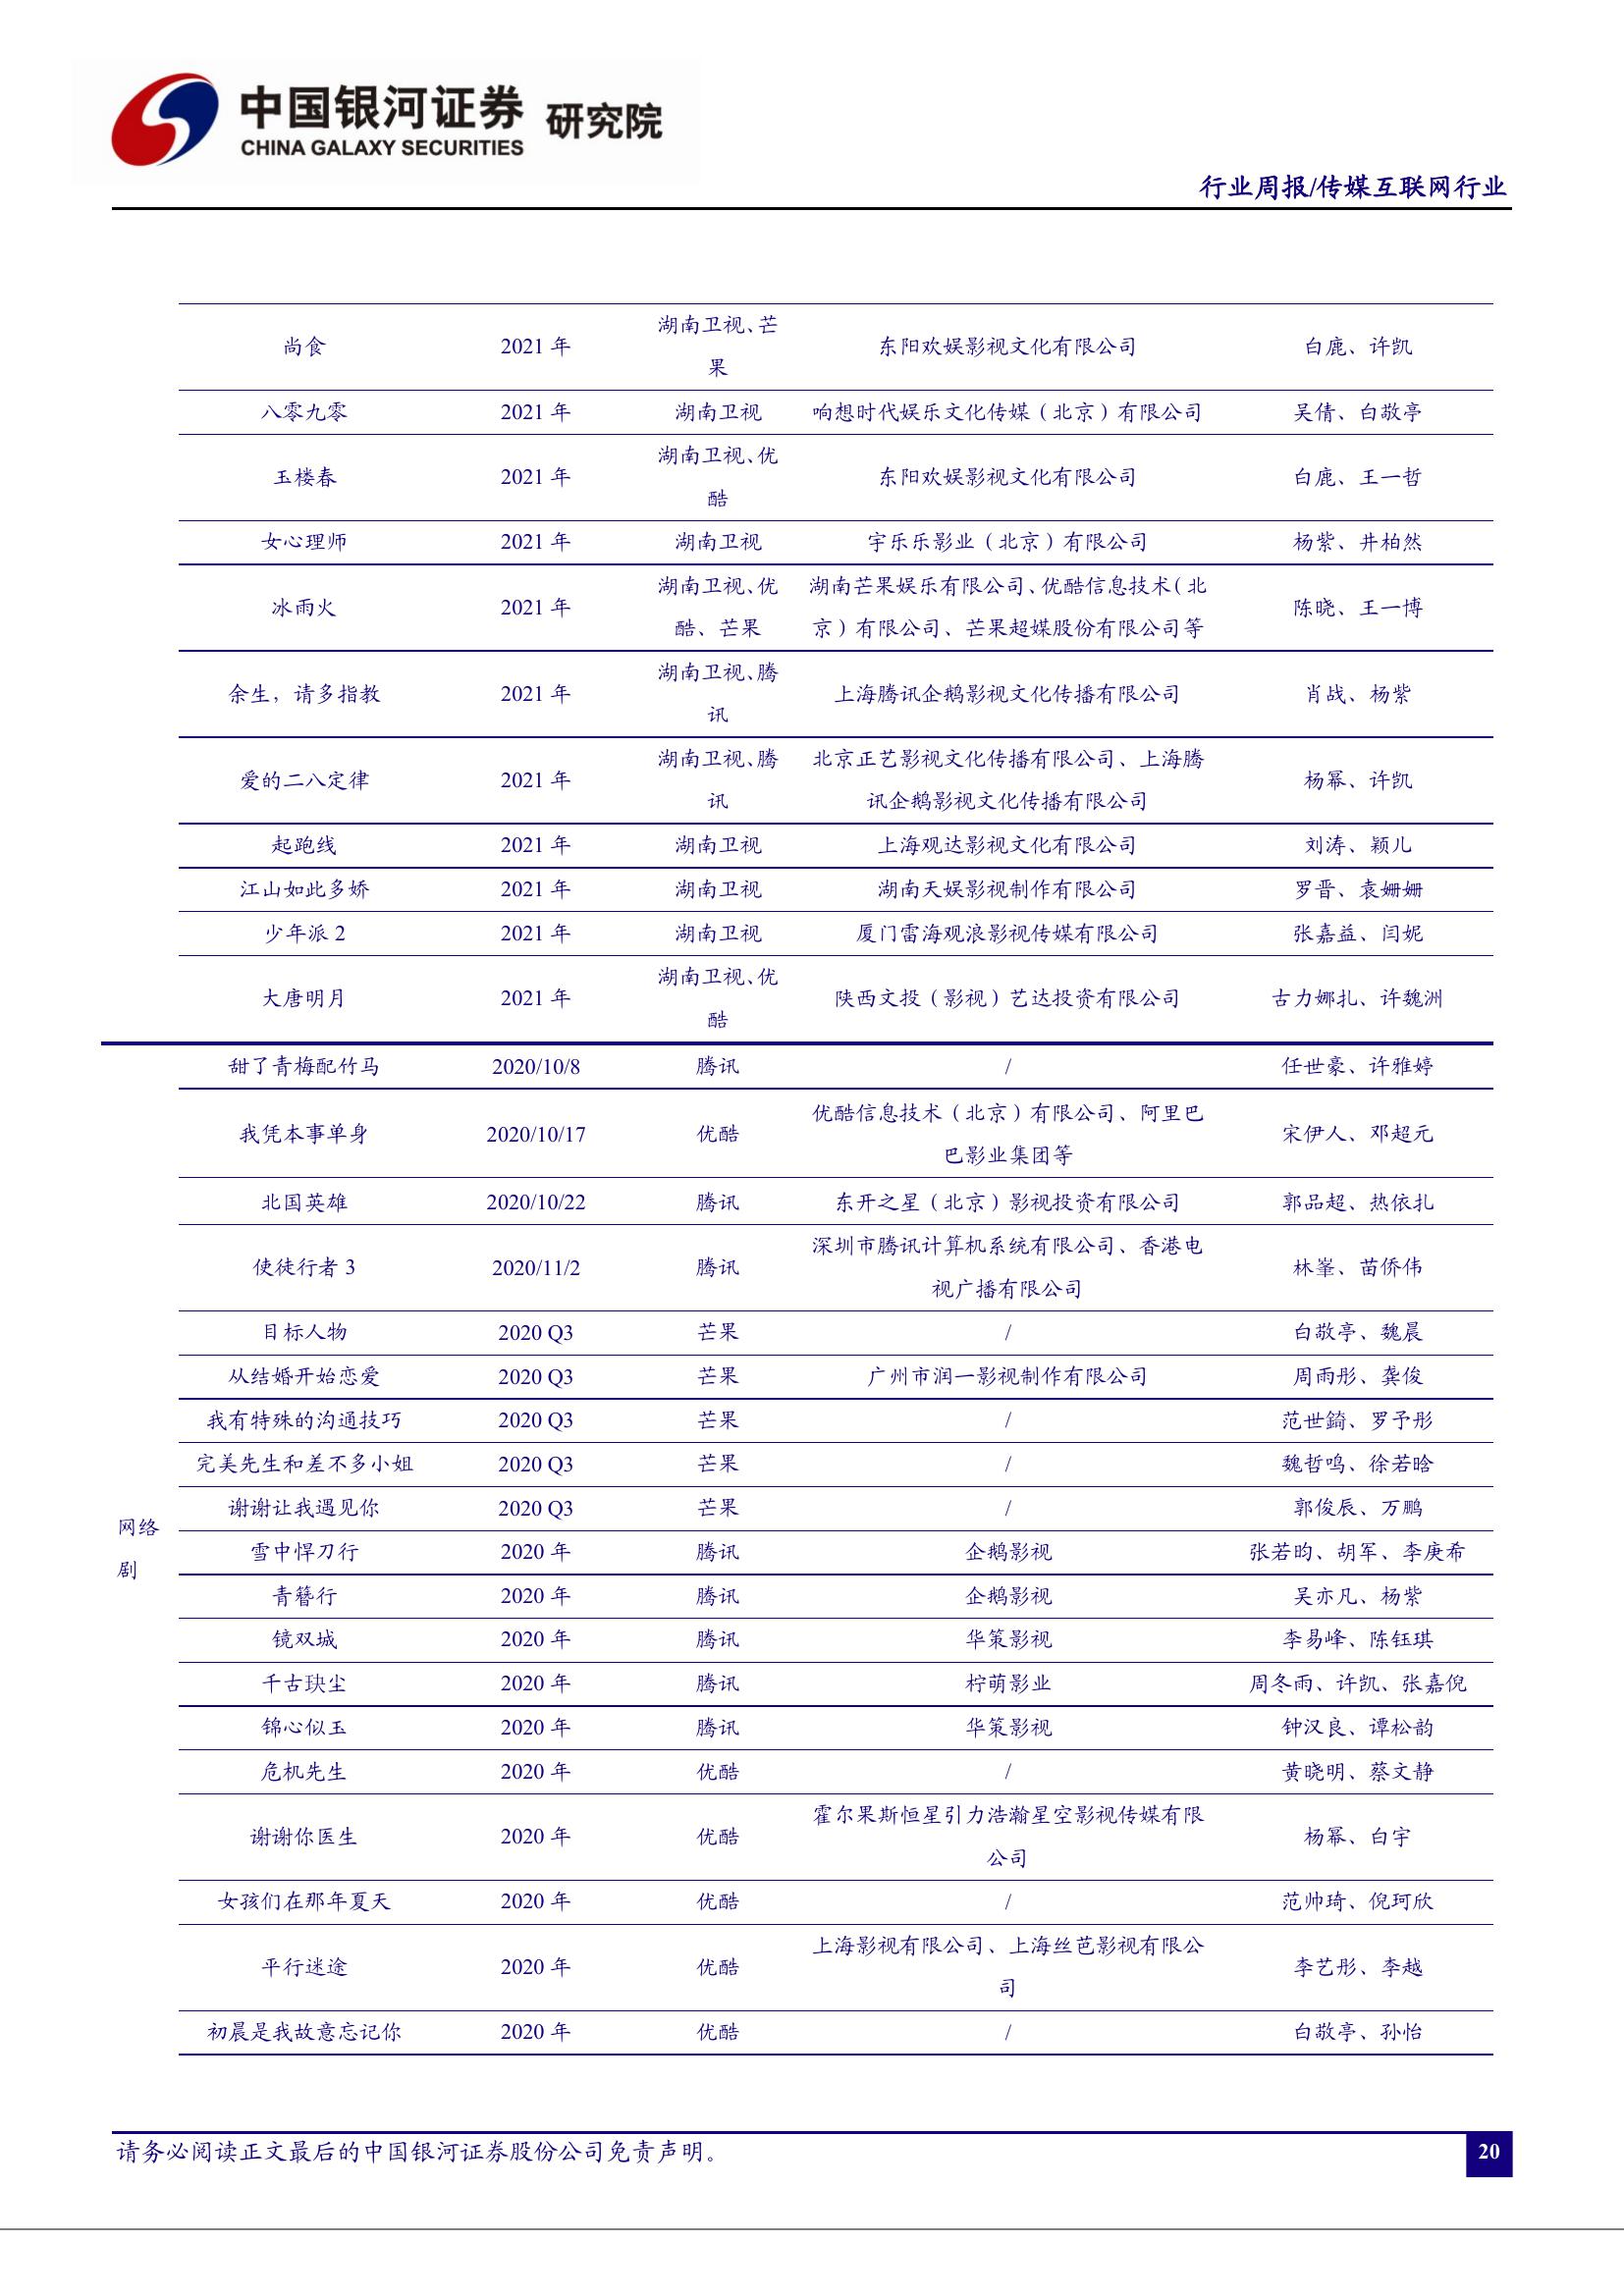 中国银河证券 研究院
CHINA GALAXY SECURITIES
行业周报/传媒互联网行业
尚食 2021 年 湖南卫视、芒 东阳欢娱影视文化有限公司 白鹿、许凯
果
八零九零 2021 年 湖南卫视 响想时代娱乐文化传媒（北京）有限公司 吴倩、白敬亭
玉楼春 2021 年 湖南卫视、优 东阳欢娱影视文化有限公司 白鹿、王一哲
酷
女心理师 2021 年 湖南卫视 宇乐乐影业（北京）有限公司 杨紫、井柏然
冰雨火 2021 年 湖南卫视、优 湖南芒果娱乐有限公司、优酷信息技术（北 陈晓、王一博
酷、芒果 京）有限公司、芒果超媒股份有限公司等
余生，请多指教 2021 年 湖南卫视、腾 上海腾讯企鹅影视文化传播有限公司 肖战、杨紫
讯
爱的二八定律 2021 年 湖南卫视、腾 北京正艺影视文化传播有限公司、上海腾 杨幂、许凯
讯 讯企鹅影视文化传播有限公司
起跑线 2021 年 湖南卫视 上海观达影视文化有限公司 刘涛、颖儿
江山如此多娇 2021 年 湖南卫视 湖南天娱影视制作有限公司 罗晋、袁姗姗
少年派 2 2021 年 湖南卫视 厦门雷海观浪影视传媒有限公司 张嘉益、闫妮
大唐明月 2021 年 湖南卫视、优 陕西文投（影视）艺达投资有限公司 古力娜扎、许魏洲
酷
甜了青梅配竹马 2020/10/8 腾讯 / 任世豪、许雅婷
我凭本事单身 2020/10/17 优酷 优酷信息技术（北京）有限公司、阿里巴 宋伊人、邓超元
巴影业集团等
北国英雄 2020/10/22 腾讯 东开之星（北京）影视投资有限公司 郭品超、热依扎
使徒行者 3 2020/11/2 腾讯 深圳市腾讯计算机系统有限公司、香港电 林峯、苗侨伟
视广播有限公司
目标人物 2020 Q3 芒果 / 白敬亭、魏晨
从结婚开始恋爱 2020 Q3 芒果 广州市润一影视制作有限公司 周雨彤、龚俊
我有特殊的沟通技巧 2020 Q3 芒果 / 范世錡、罗予彤
完美先生和差不多小姐 2020 Q3 芒果 / 魏哲鸣、徐若晗
谢谢让我遇见你 2020 Q3 芒果 / 郭俊辰、万鹏
网络
剧
雪中悍刀行 2020 年 腾讯 企鹅影视 张若昀、胡军、李庚希
青簪行 2020 年 腾讯 企鹅影视 吴亦凡、杨紫
镜双城 2020 年 腾讯 华策影视 李易峰、陈钰琪
千古玦尘 2020 年 腾讯 柠萌影业 周冬雨、许凯、张嘉倪
锦心似玉 2020 年 腾讯 华策影视 钟汉良、谭松韵
危机先生 2020 年 优酷 / 黄晓明、蔡文静
谢谢你医生 2020 年 优酷 霍尔果斯恒星引力浩瀚星空影视传媒有限 杨幂、白宇
公司
女孩们在那年夏天 2020 年 优酷 / 范帅琦、倪珂欣
平行迷途 2020 年 优酷 上海影视有限公司、上海丝芭影视有限公 李艺彤、李越
司
初晨是我故意忘记你 2020 年 优酷 / 白敬亭、孙怡
请务必阅读正文最后的中国银河证券股份公司免责声明。
20